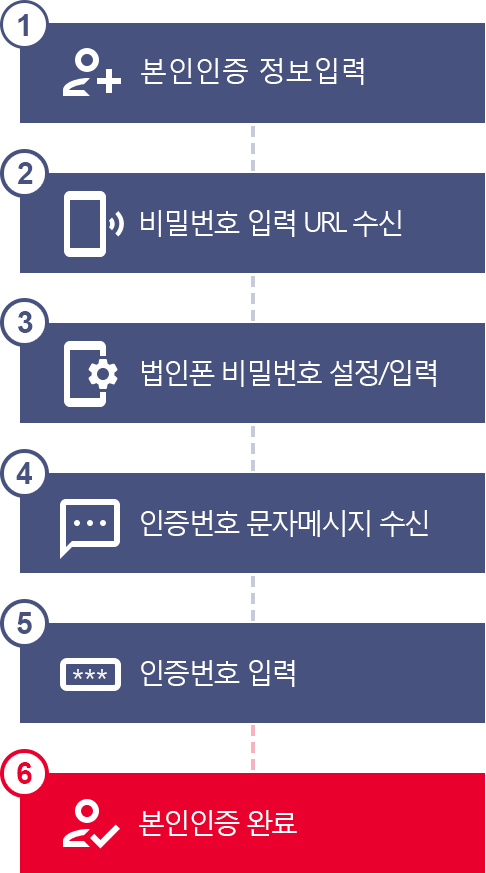 1
본인인증 정보입력
2
비밀번호 입력 URL 수신
3
법인폰 비밀번호 설정/입력
4
인증번호 문자메시지 수신
5
***
인증번호 입력
6
본인인증 완료